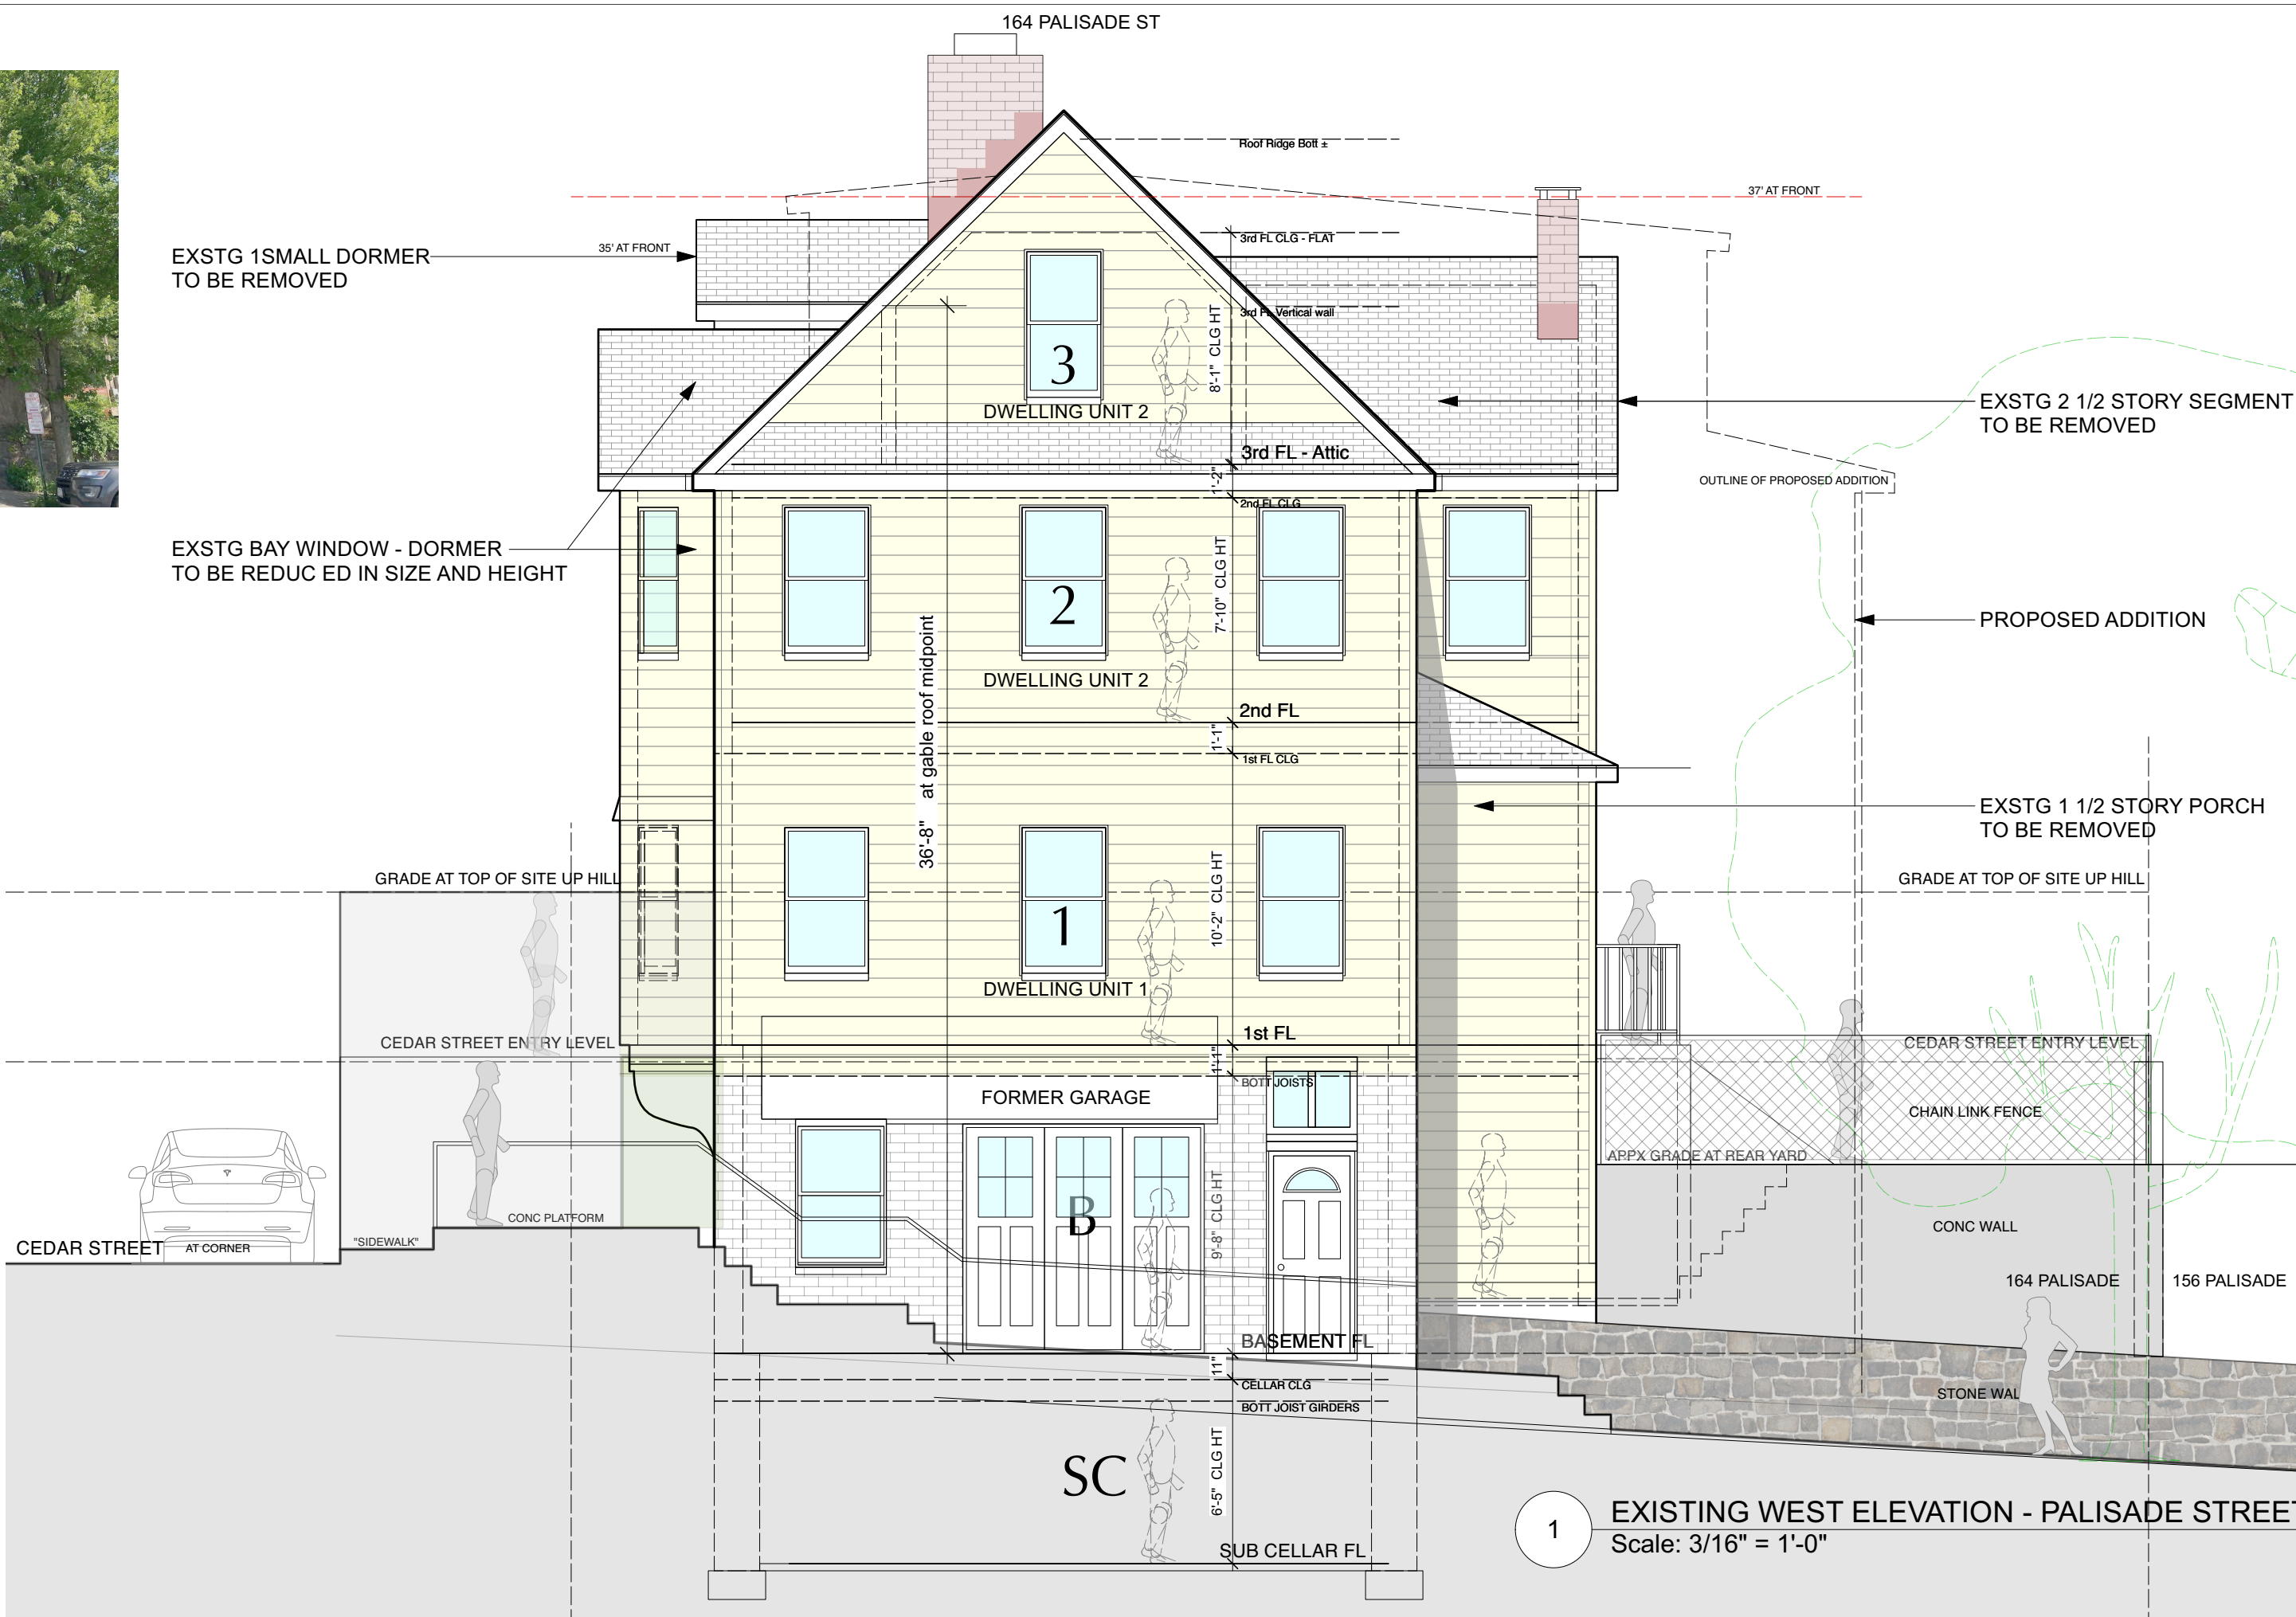 164 PALISADE ST
Roof Ridge Bott ±
37' AT FRONT
3rd FL CLG - FLAT
35' AT FRONT
EXSTG 1SMALL DORMER
TO BE REMOVED
3rd FL Vertical wall
8'-1" CLG HT
3
DWELLING UNIT 2
EXSTG 2 1/2 STORY SEGMENT
TO BE REMOVED
3rd FL - Attic
1'-2"
2nd FL CLG
OUTLINE OF PROPOSED ADDITION
EXSTG BAY WINDOW - DORMER
TO BE REDUC ED IN SIZE AND HEIGHT
7'-10" CLG HT
2
PROPOSED ADDITION
DWELLING UNIT 2
36'-8" at gable roof midpoint
2nd FL
1'-1"
1st FL CLG
EXSTG 1 1/2 STORY PORCH
TO BE REMOVED
GRADE AT TOP OF SITE UP HILL
GRADE AT TOP OF SITE UP HILL
10'-2" CLG HT
1
DWELLING UNIT 1
1st FL
CEDAR STREET ENTRY LEVEL
CEDAR STREET ENTRY LEVEL
1'-1"
BOTT JOISTS
FORMER GARAGE
CHAIN LINK FENCE
APPX GRADE AT REAR YARD
B
9'-8" CLG HT
CONC PLATFORM
CONC WALL
"SIDEWALK"
CEDAR STREET
AT CORNER
164 PALISADE
156 PALISADE
BASEMENT FL
11"
CELLAR CLG
BOTT JOIST GIRDERS
STONE WAL
SC
6'-5" CLG HT
SUB CELLAR FL
1
EXISTING WEST ELEVATION - PALISADE STREET
Scale: 3/16" = 1'-0"